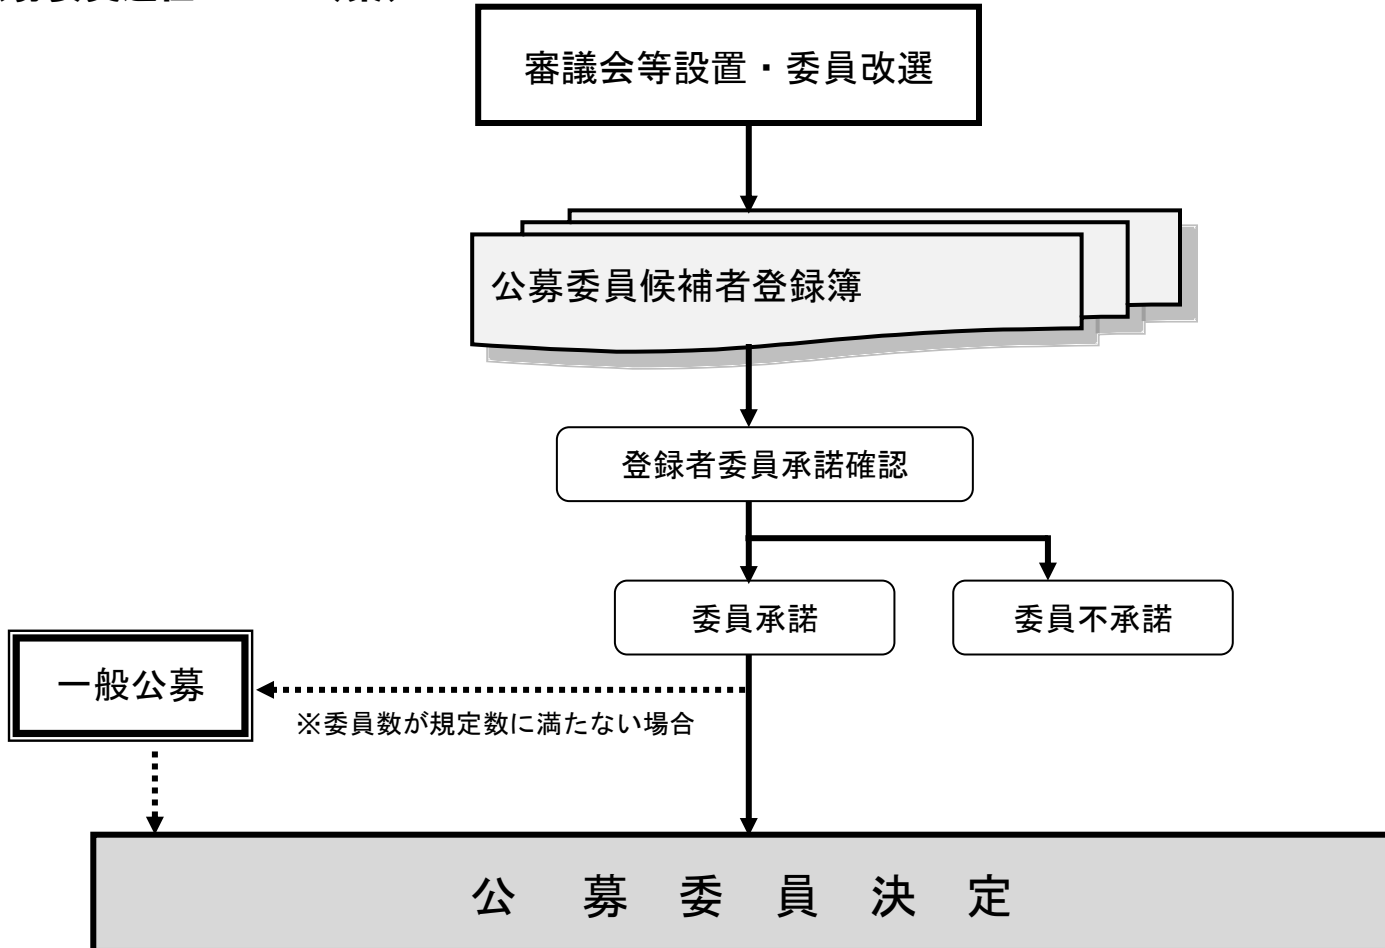 審議会等設置・委員改選
公募委員候補者登録簿
登録者委員承諾確認
委員承諾
委員不承諾
一般公募
※委員数が規定数に満たない場合
公募委員決定